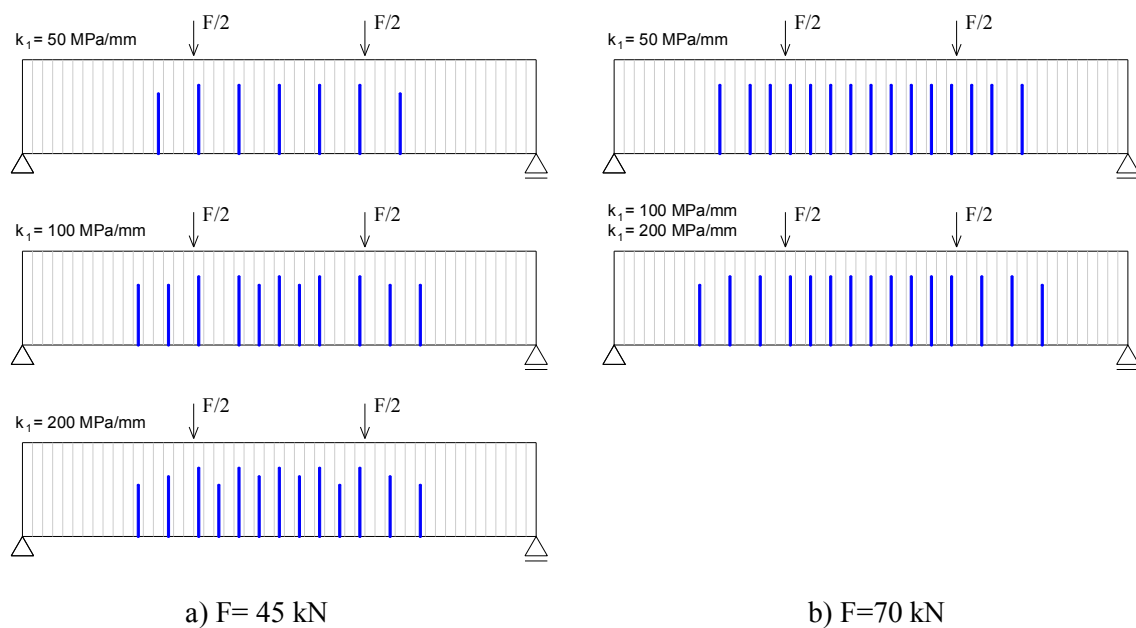 F/2 F/2
k₁= 50 MPa/mm
F/2 F/2
k₁= 100 MPa/mm
F/2 F/2
k₁= 200 MPa/mm
a) F= 45 kN
F/2 F/2
k₁= 50 MPa/mm
k₁= 100 MPa/mm
F/2 F/2
k₁= 200 MPa/mm
b) F=70 kN